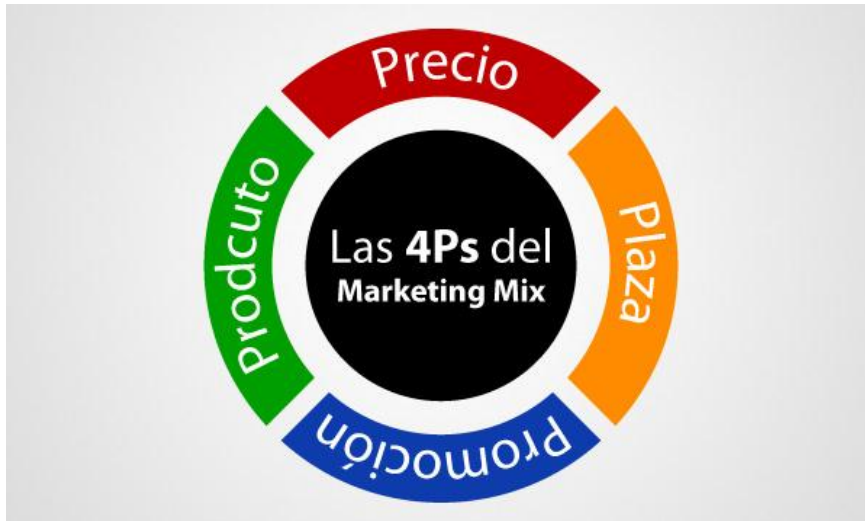 Precio
Plaza
Promoción
Prodcuto
Las 4Ps del
Marketing Mix